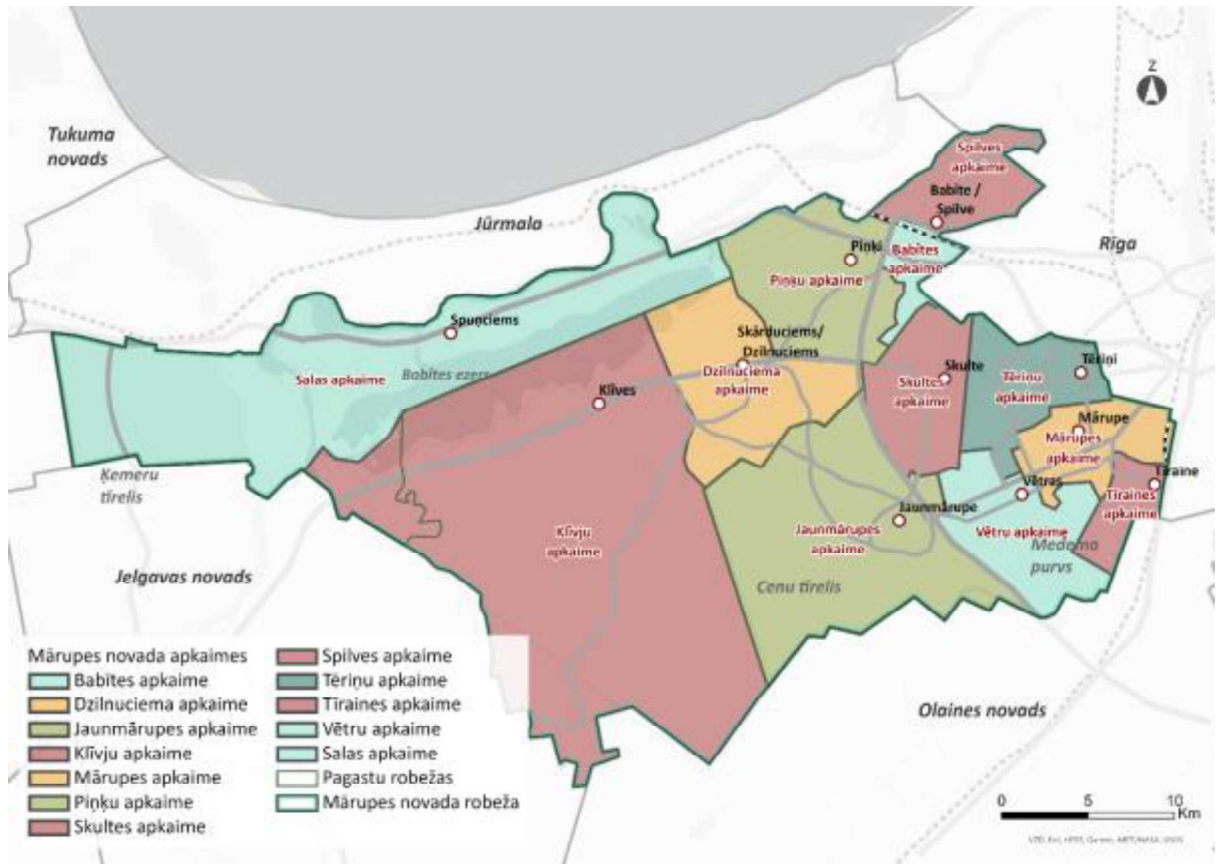 Z
Tukuma
novads
Jūrmala
Rīga
Spilves
apkaime
Babīte /
Spilve
Babītes
apkaime
Piņķi
Piņķu apkaime
Spuņciems
Salas apkaime
Babītes ezers
Skārduciems/
Dzilnuciems
Dzilnuciema
apkaime
Klīves
Skulte
Skultes
apkaime
Tēriņi
Tēriņu apkaime
Mārupe
Mārupes
apkaime
Tīraine
Tīraines
apkaime
Vētras
Vētru apkaime
Medema
purvs
Jaunmārupe
Jaunmārupes
apkaime
Cenu tīrelis
Klīvju
apkaime
Ķemeru
tīrelis
Jelgavas novads
Olaines novads
Mārupes novada apkaimes
Babītes apkaime
Dzilnuciema apkaime
Jaunmārupes apkaime
Klīvju apkaime
Mārupes apkaime
Piņķu apkaime
Skultes apkaime
Spilves apkaime
Tēriņu apkaime
Tīraines apkaime
Vētru apkaime
Salas apkaime
Pagastu robežas
Mārupes novada robeža
0 5 10
Km